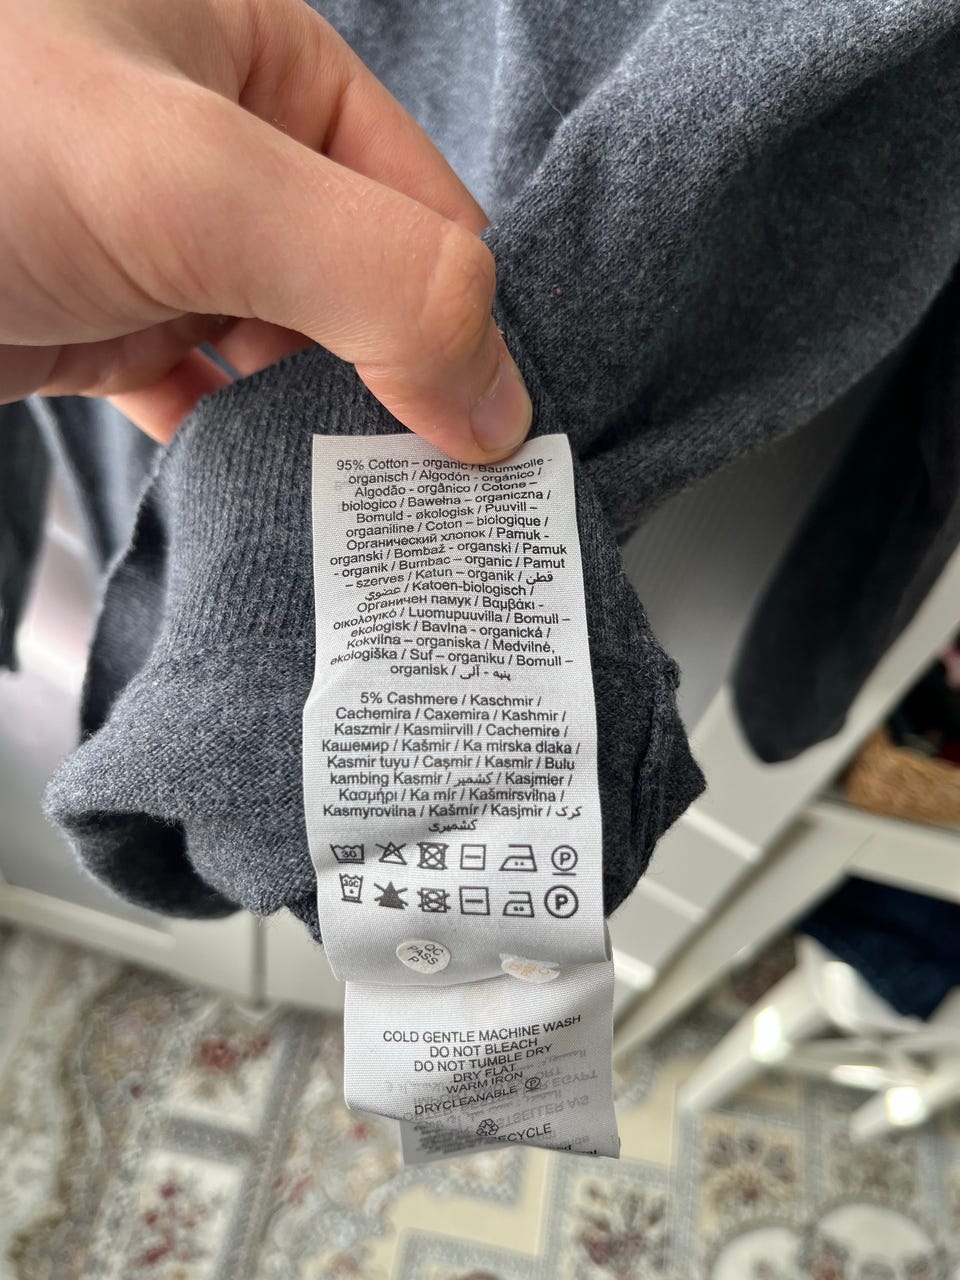 95% Cotton – organic / Baumwolle -
organisch / Algodón - orgánico /
Algodão - orgânico / Cotone –
biologico / Bawełna – organiczna /
Bomuld - økologisk / Puuvill –
orgaaniline / Coton – biologique /
Органический хлопок / Pamuk -
organski / Bombaž - organski / Pamuk
- organik / Bumbac – organic / Pamut
– szerves / Katun – organik / قطن
عضوي / Katoen-biologisch /
Органичен памук / Βαμβάκι -
οικολογικό / Luomupuuvilla / Bomull –
ekologisk / Bavlna - organická /
Kokvilna – organiska / Medvilnė,
ekologiška / Suf – organiku / Bomull –
organisk / پنبه - آلی
5% Cashmere / Kaschmir /
Cachemira / Caxemira / Kashmir /
Kaszmir / Kasmiirvill / Cachemire /
Кашемир / Kašmir / Ka mirska dlaka /
Kasmir tuyu / Caşmir / Kasmír / Bulu
kambing Kasmir / كشمير / Kasjmier /
Κασμήρι / Ka mír / Kašmirsvilna /
Kasmyrovilna / Kašmír / Kasjmir / کرک
کشمیری
30 P
30C P
QC
PASS
P
COLD GENTLE MACHINE WASH
DO NOT BLEACH
DO NOT TUMBLE DRY
DRY FLAT
WARM IRON
DRYCLEANABLE P
RECYCLE